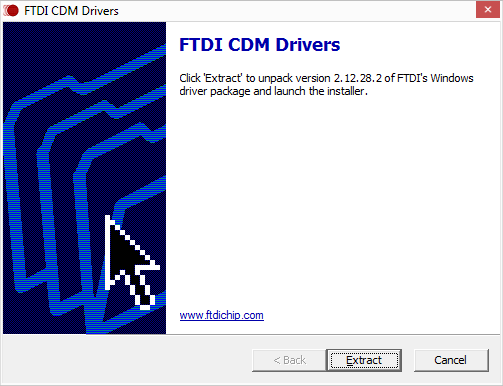 FTDI CDM Drivers
FTDI CDM Drivers
Click 'Extract' to unpack version 2.12.28.2 of FTDI's Windows
driver package and launch the installer.
www.ftdichip.com
< Back
Extract
Cancel